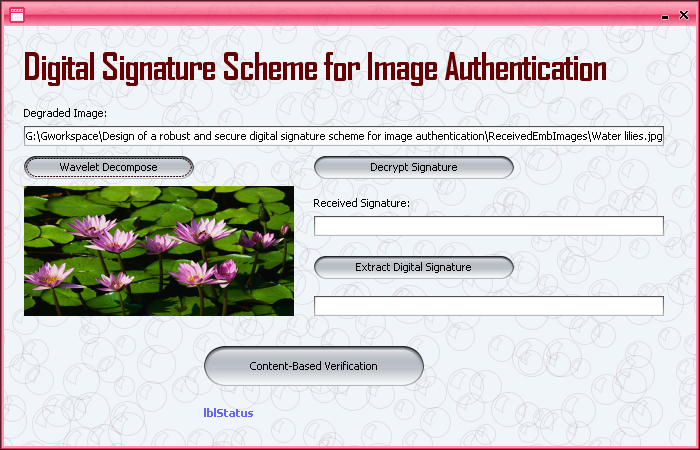 Digital Signature Scheme for Image Authentication
Degraded Image:
G:\Gworkspace\Design of a robust and secure digital signature scheme for image authentication\ReceivedEmbImages\Water lilies.jpg
Wavelet Decompose
Decrypt Signature
Received Signature:
Extract Digital Signature
Content-Based Verification
lblStatus